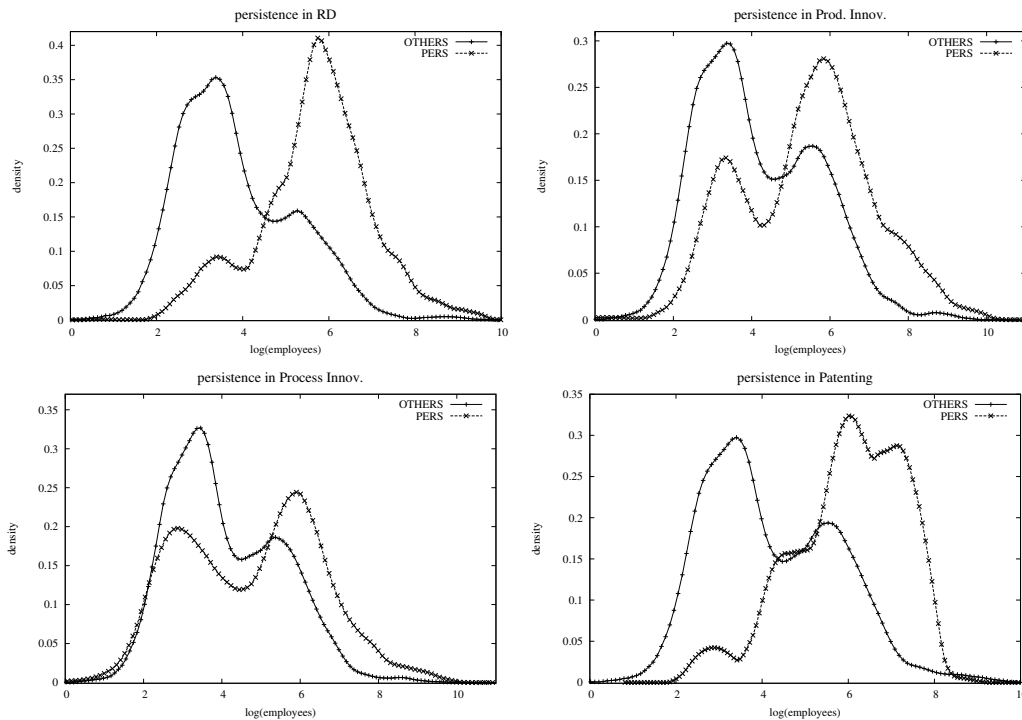 persistence in RD
OTHERS
PERS
0.4
0.35
0.3
0.25
0.2
0.15
0.1
0.05
0
density
0 2 4 6 8 10
log(employees)
persistence in Prod. Innov.
OTHERS
PERS
0.3
0.25
0.2
0.15
0.1
0.05
0
density
0 2 4 6 8 10
log(employees)
persistence in Process Innov.
OTHERS
PERS
0.35
0.3
0.25
0.2
0.15
0.1
0.05
0
density
0 2 4 6 8 10
log(employees)
persistence in Patenting
OTHERS
PERS
0.35
0.3
0.25
0.2
0.15
0.1
0.05
0
density
0 2 4 6 8 10
log(employees)